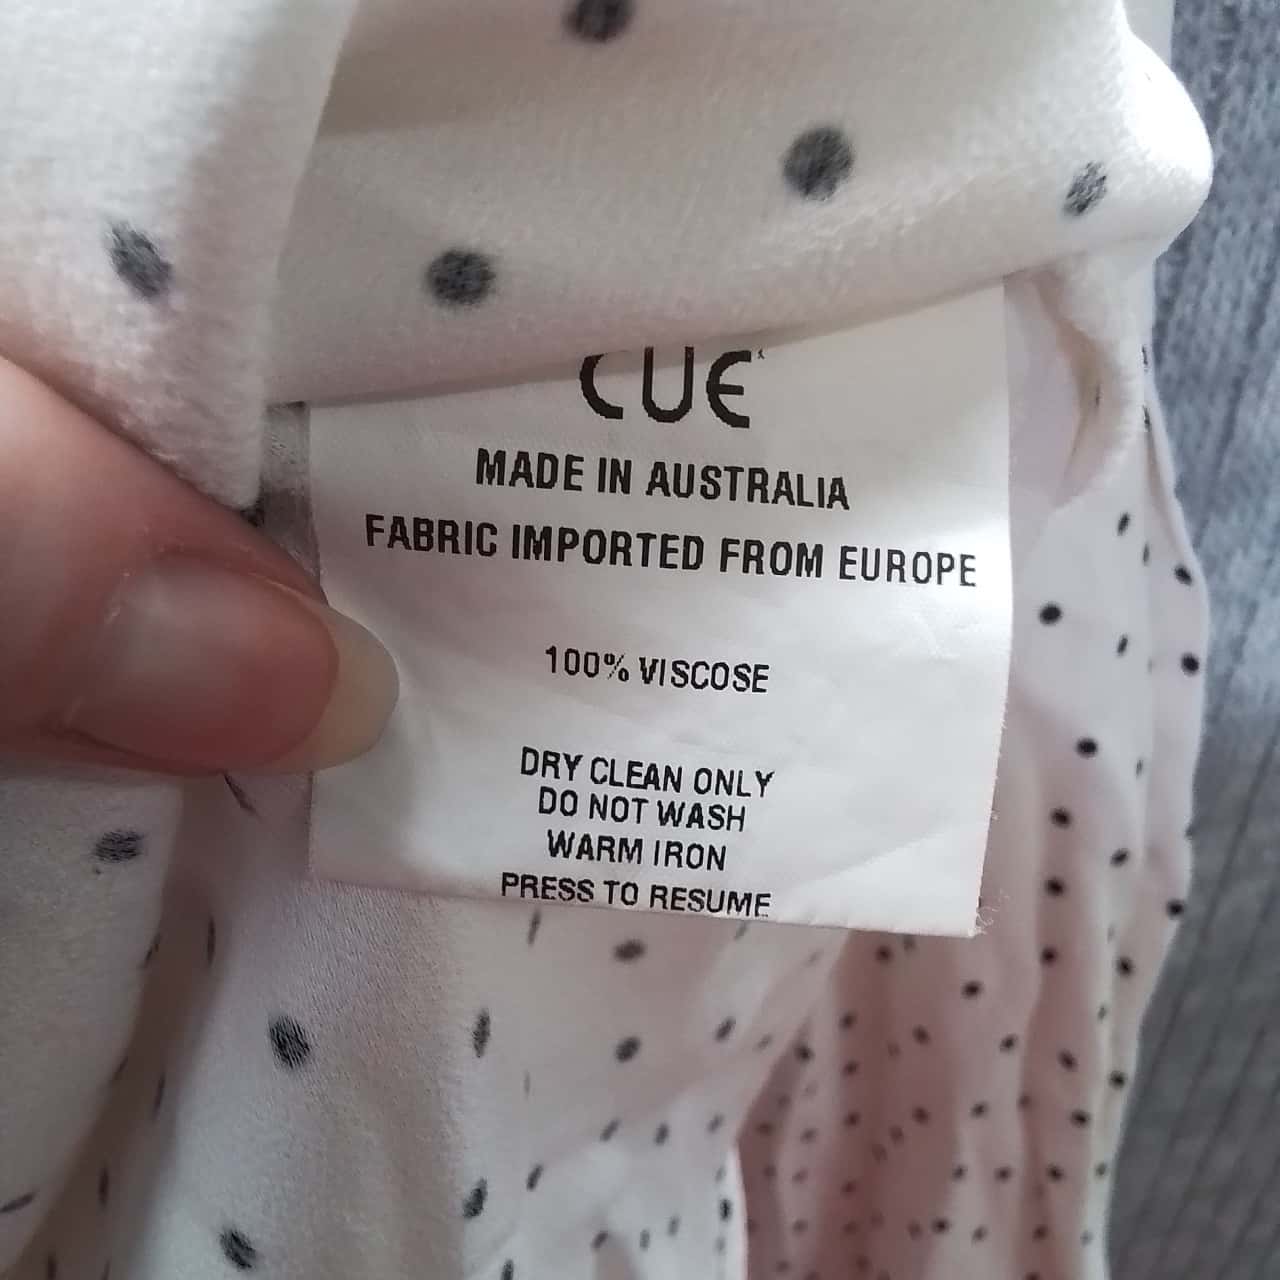 CUE
MADE IN AUSTRALIA
FABRIC IMPORTED FROM EUROPE
100% VISCOSE
DRY CLEAN ONLY
DO NOT WASH
WARM IRON
PRESS TO RESUME